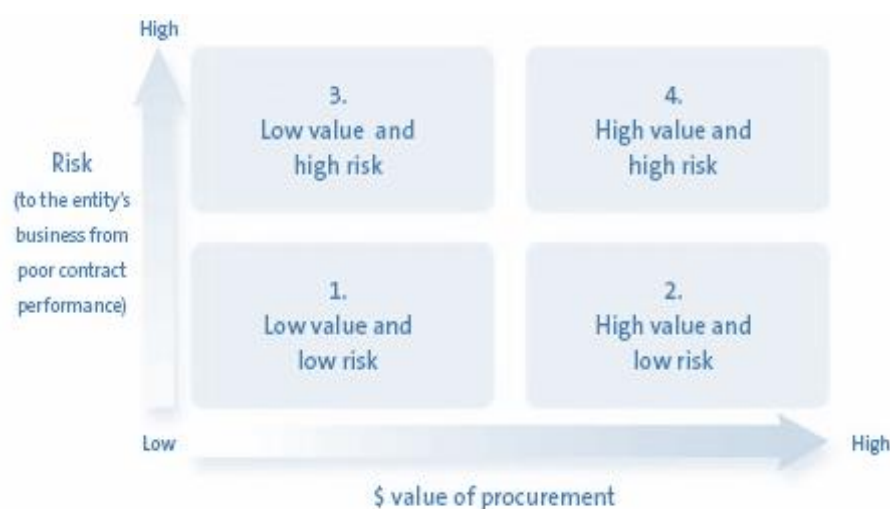 High
3.
Low value and
high risk
4.
High value and
high risk
Risk
(to the entity's
business from
poor contract
performance)
1.
Low value and
low risk
2.
High value and
low risk
Low
High
$ value of procurement